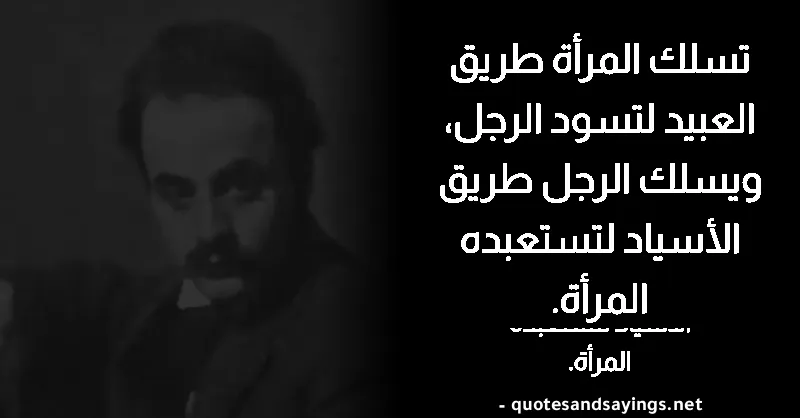 تسلك المرأة طريق
العبيد لتسود الرجل،
ويسلك الرجل طريق
الأسياد لتستعبده
المرأة.
المرأة.
- quotesandsayings.net